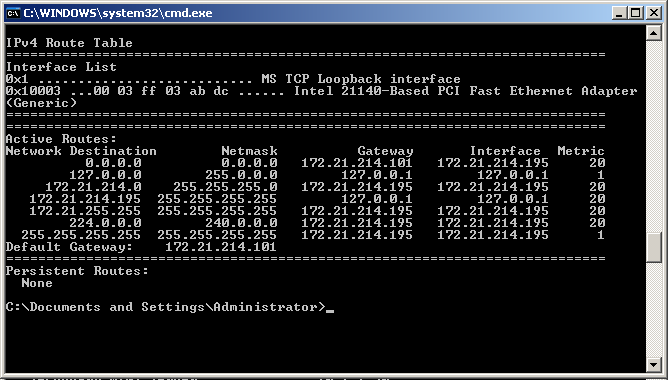 C:\WINDOWS\system32\cmd.exe
IPv4 Route Table
===========================================================================
Interface List
0x1 ........................... MS TCP Loopback interface
0x10003 ...00 03 ff 03 ab dc ...... Intel 21140-Based PCI Fast Ethernet Adapter
(Generic)
===========================================================================
===========================================================================
Active Routes:
Network Destination        Netmask          Gateway       Interface  Metric
          0.0.0.0          0.0.0.0   172.21.214.101   172.21.214.195     20
        127.0.0.0        255.0.0.0        127.0.0.1        127.0.0.1      1
     172.21.214.0    255.255.255.0   172.21.214.195   172.21.214.195     20
   172.21.214.195  255.255.255.255        127.0.0.1        127.0.0.1     20
   172.21.255.255  255.255.255.255   172.21.214.195   172.21.214.195     20
        224.0.0.0        240.0.0.0   172.21.214.195   172.21.214.195     20
  255.255.255.255  255.255.255.255   172.21.214.195   172.21.214.195      1
Default Gateway:    172.21.214.101
===========================================================================
Persistent Routes:
  None
C:\Documents and Settings\Administrator>_